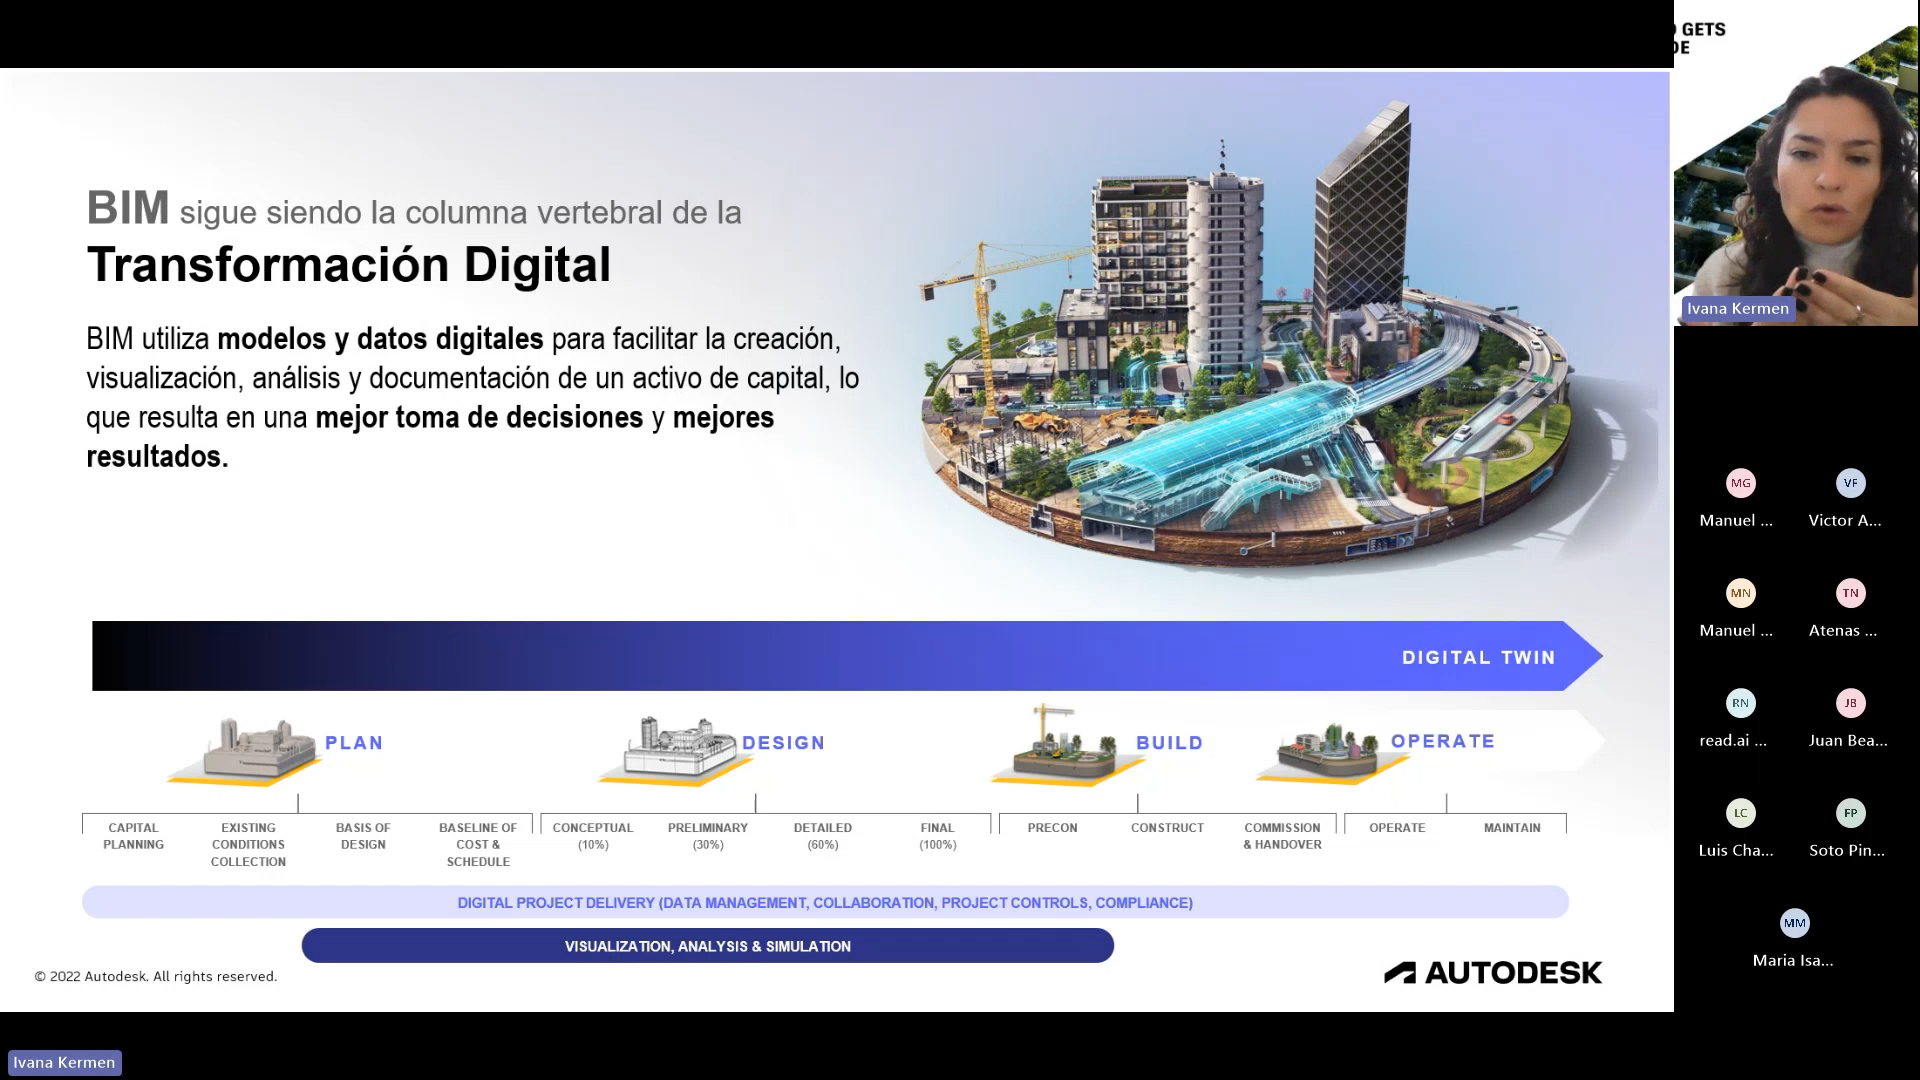 GETS
DE
BIM sigue siendo la columna vertebral de la
Transformación Digital
BIM utiliza modelos y datos digitales para facilitar la creación,
visualización, análisis y documentación de un activo de capital, lo
que resulta en una mejor toma de decisiones y mejores
resultados.
DIGITAL TWIN
PLAN
DESIGN
BUILD
OPERATE
CAPITAL
PLANNING
EXISTING
CONDITIONS
COLLECTION
BASIS OF
DESIGN
BASELINE OF
COST &
SCHEDULE
CONCEPTUAL
(10%)
PRELIMINARY
(30%)
DETAILED
(60%)
FINAL
(100%)
PRECON
CONSTRUCT
COMMISSION
& HANDOVER
OPERATE
MAINTAIN
DIGITAL PROJECT DELIVERY (DATA MANAGEMENT, COLLABORATION, PROJECT CONTROLS, COMPLIANCE)
VISUALIZATION, ANALYSIS & SIMULATION
© 2022 Autodesk. All rights reserved.
AUTODESK
Ivana Kermen
MG
Manuel ...
VF
Victor A...
MN
Manuel ...
TN
Atenas ...
RN
read.ai ...
JB
Juan Bea...
LC
Luis Cha...
FP
Soto Pin...
MM
Maria Isa...
Ivana Kermen